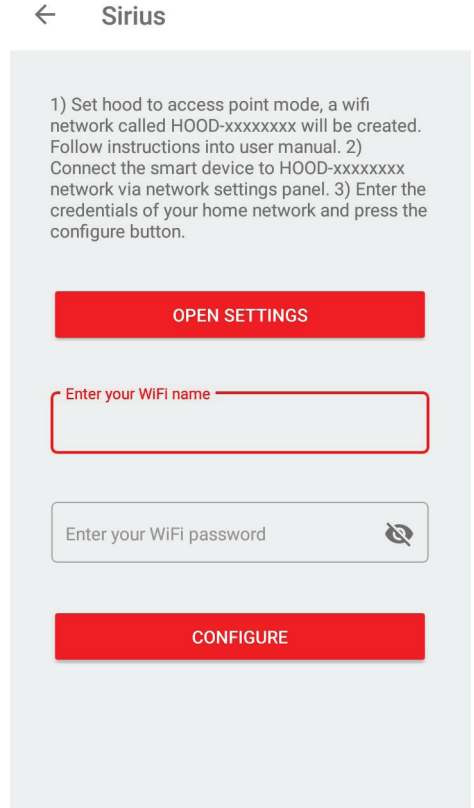 Sirius
1) Set hood to access point mode, a wifi
network called HOOD-xxxxxxxx will be created.
Follow instructions into user manual. 2)
Connect the smart device to HOOD-xxxxxxxx
network via network settings panel. 3) Enter the
credentials of your home network and press the
configure button.
OPEN SETTINGS
Enter your WiFi name
Enter your WiFi password
CONFIGURE